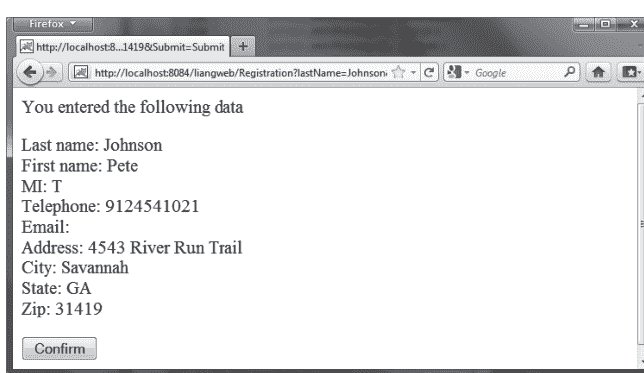 Firefox
http://localhost:8...1419&Submit=Submit +
http://localhost:8084/liangweb/Registration?lastName=Johnson
Google
You entered the following data
Last name: Johnson
First name: Pete
MI: T
Telephone: 9124541021
Email:
Address: 4543 River Run Trail
City: Savannah
State: GA
Zip: 31419
Confirm